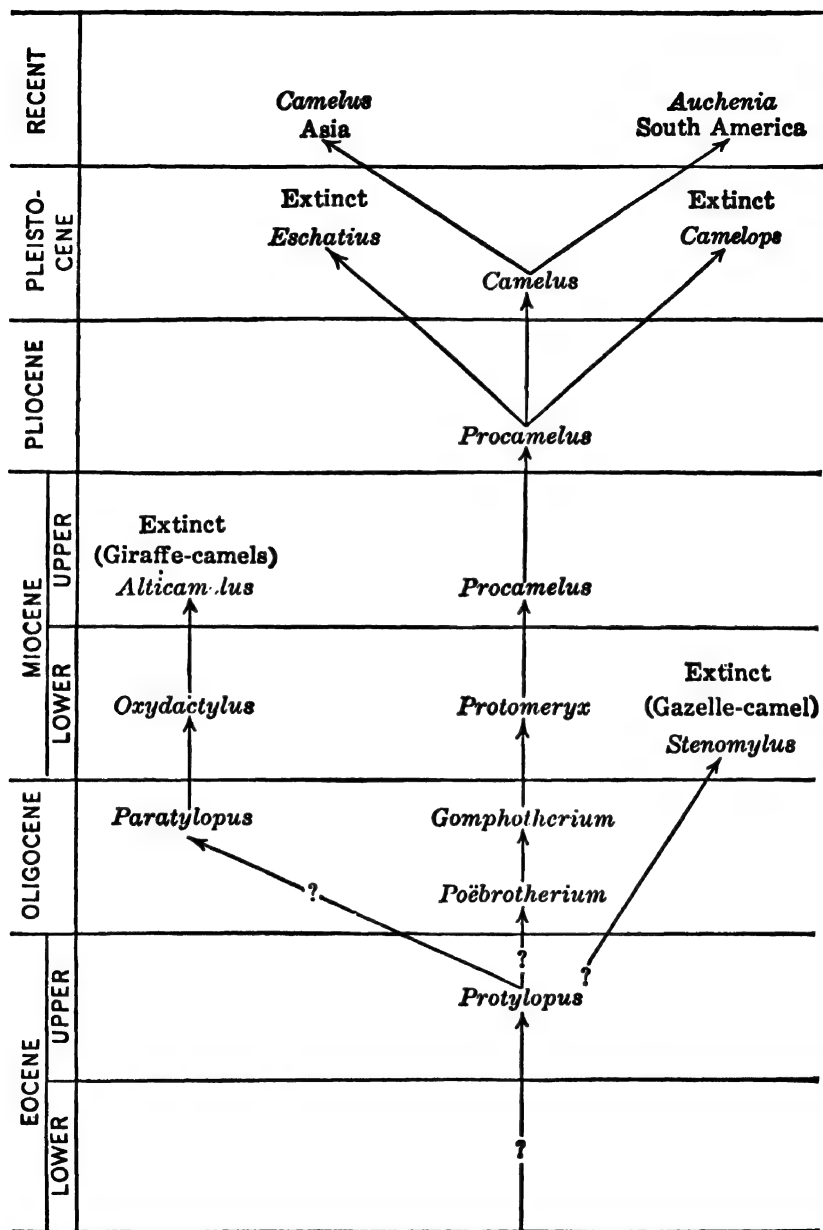 RECENT
Camelus
Asia
Auchenia
South America
PLEISTO-
CENE
Extinct
Eschatius
Extinct
Camelops
Camelus
PLIOCENE
Procamelus
MIOCENE
UPPER
Extinct
(Giraffe-camels)
Procamelus
LOWER
Oxydactylus
Protomeryx
Extinct
(Gazelle-camel)
Stenomylus
OLIGOCENE
Paratylopus
Gomphotherium
?
Poëbrotherium
EOCENE
UPPER
?
?
Protylopus
LOWER
?